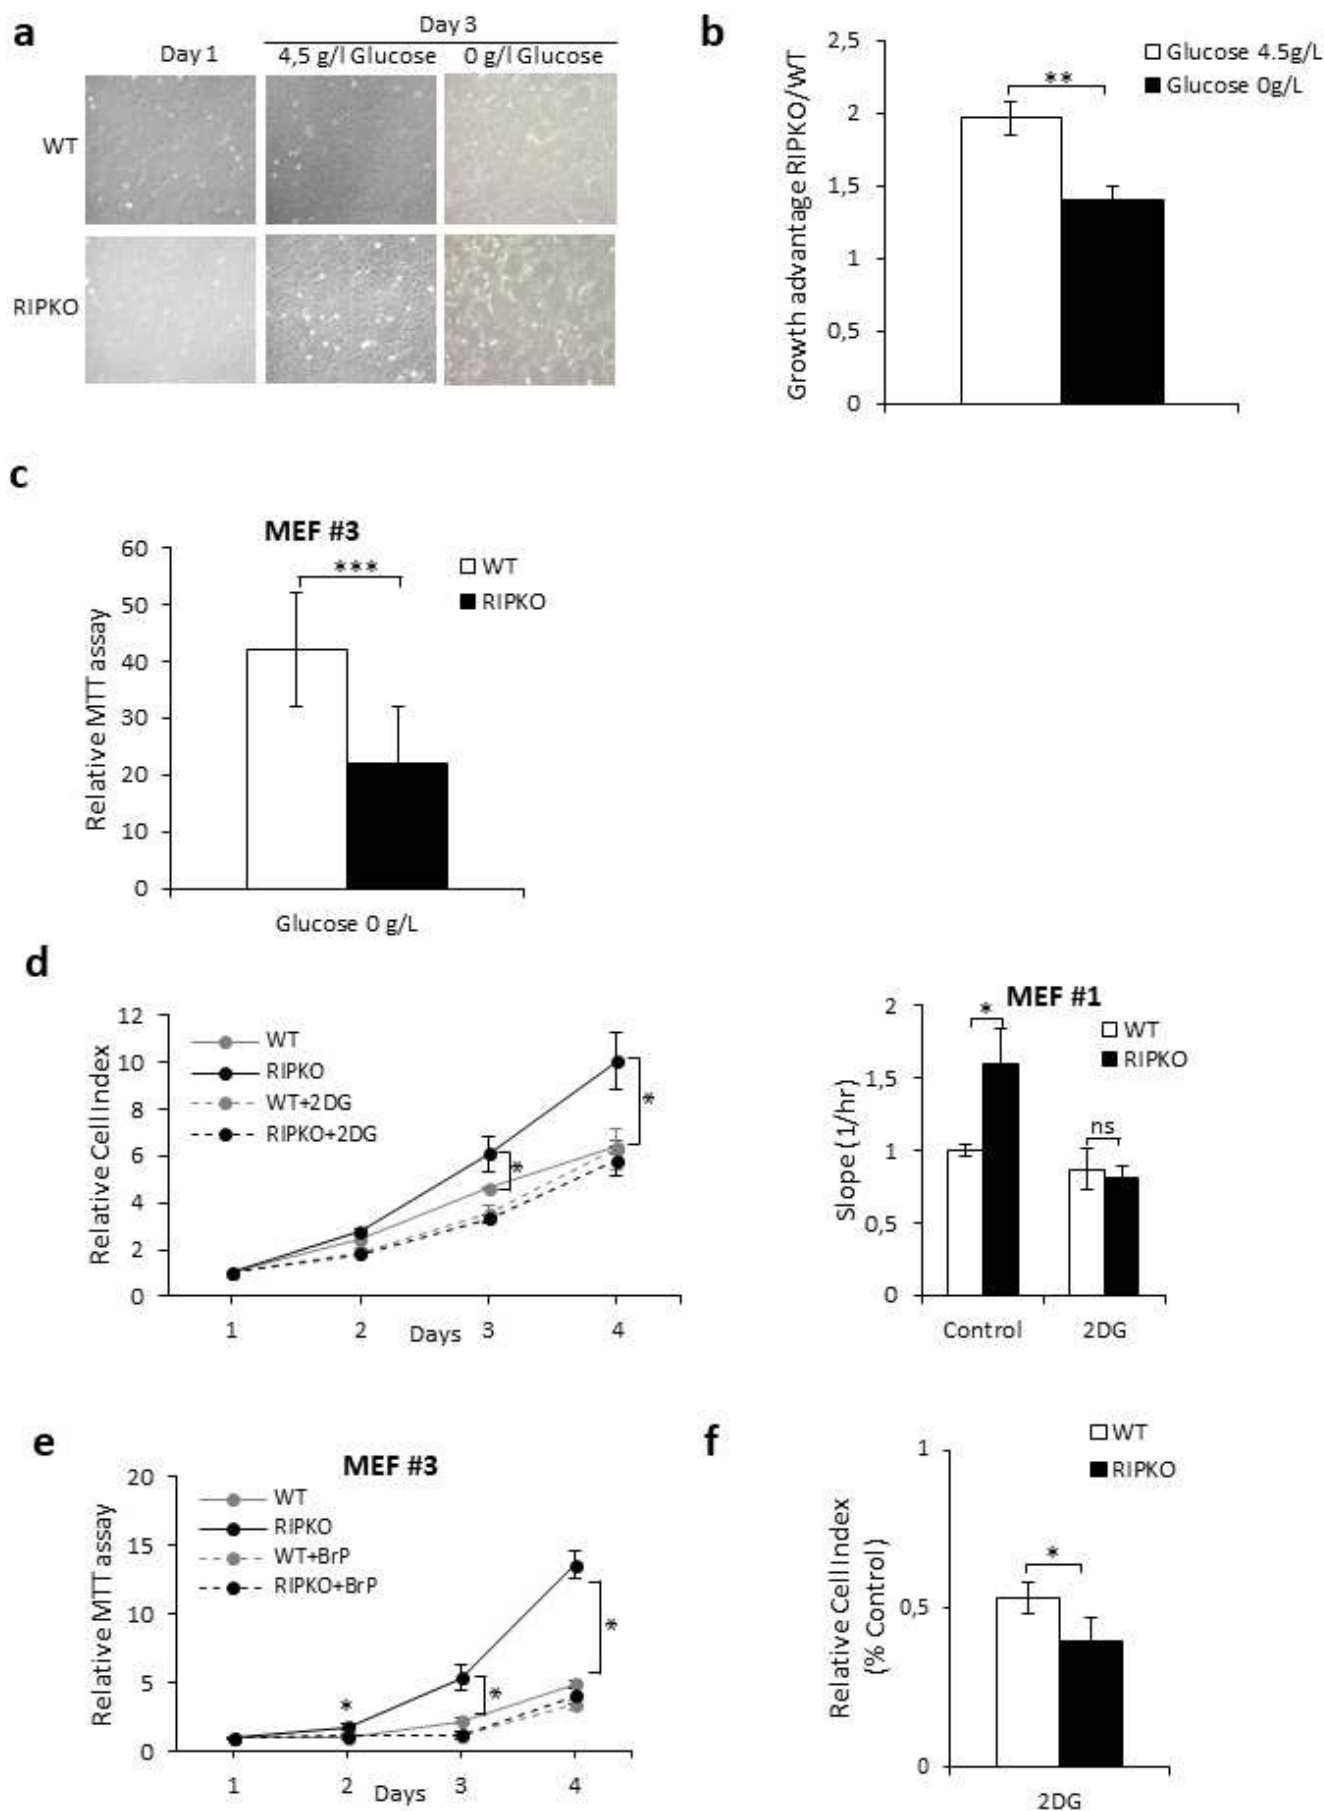 a
Day 3
Day 1
4,5 g/l Glucose
0 g/l Glucose
WT
RIPKO
b
Growth advantage RIPKO/WT
2,5
2
1,5
1
0,5
0
**
Glucose 4.5g/L
Glucose 0g/L
c
MEF #3
Relative MTT assay
60
50
40
30
20
10
0
***
WT
RIPKO
Glucose 0 g/L
d
Relative Cell Index
12
10
8
6
4
2
0
WT
RIPKO
WT+2DG
RIPKO+2DG
*
*
1
2
Days
3
4
MEF #1
Slope (1/hr)
2
1,5
1
0,5
0
*
ns
WT
RIPKO
Control
2DG
e
MEF #3
Relative MTT assay
20
15
10
5
0
WT
RIPKO
WT+BrP
RIPKO+BrP
*
*
*
1
2
Days
3
4
f
Relative Cell Index
(% Control)
1
0,5
0
*
WT
RIPKO
2DG